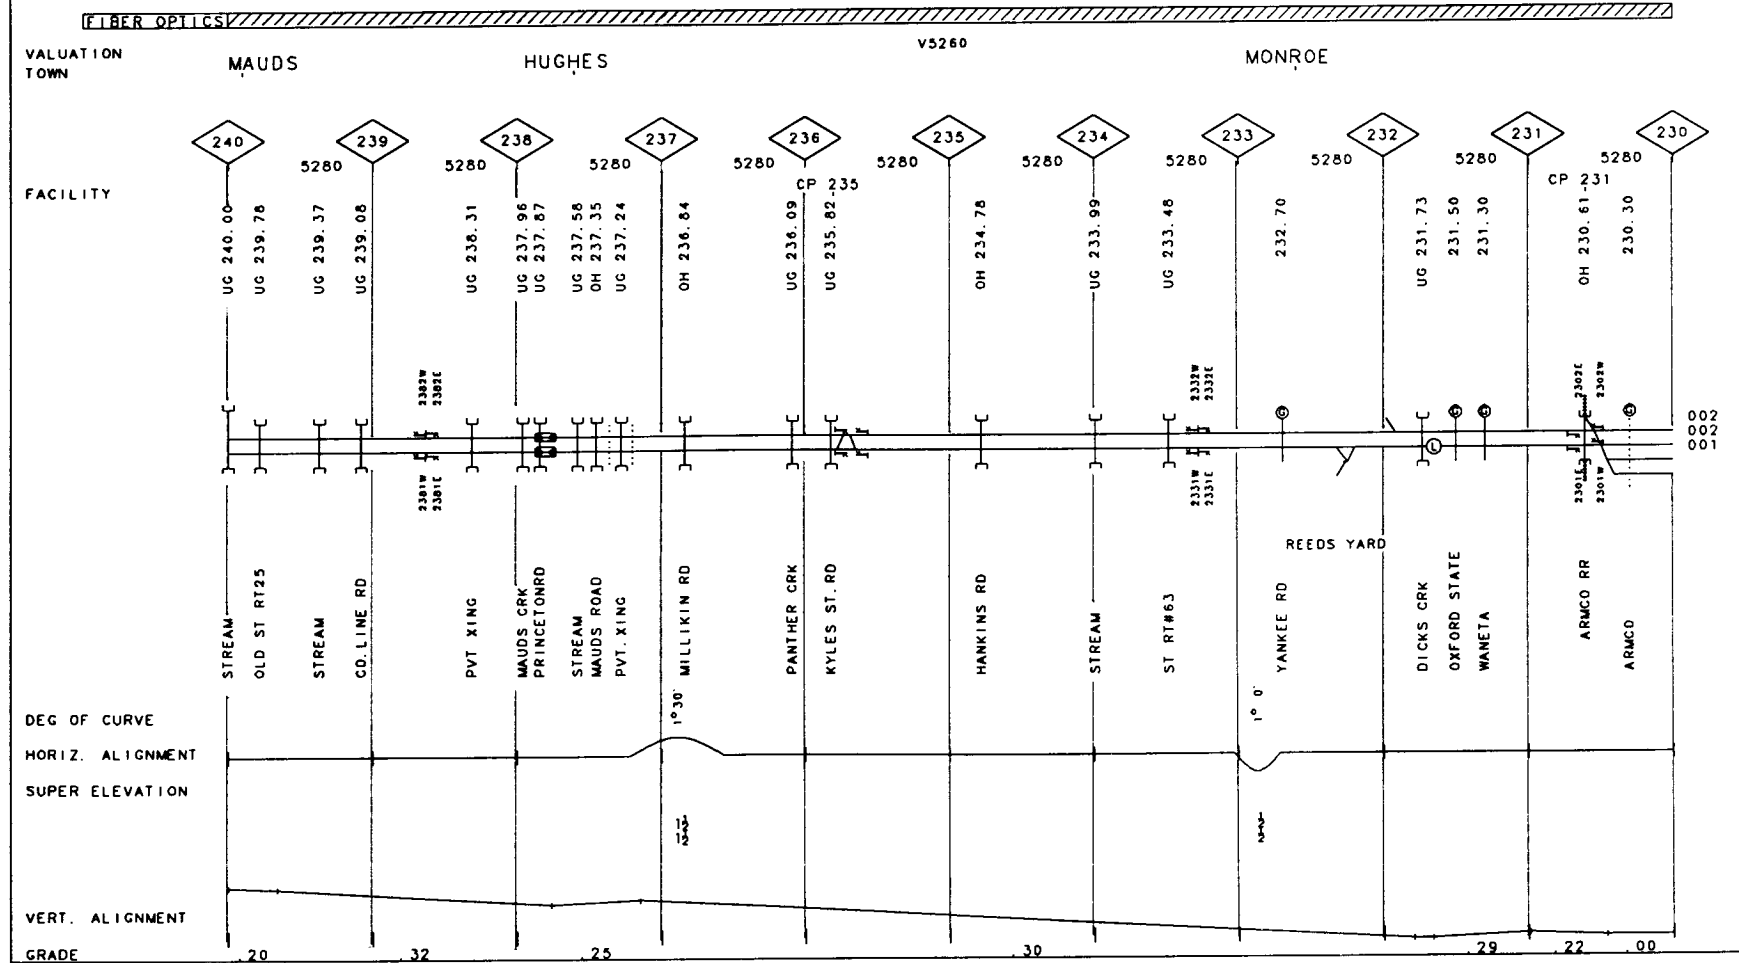 FIBER OPTICS
VALUATION V5260
TOWN MAUDS HUGHES MONROE
240 239 238 237 236 235 234 233 232 231 230
5280 5280 5280 5280 5280 5280 5280 5280 5280 5280
CP 235 CP 231
FACILITY
UG 240.00
UG 239.78
UG 239.37
UG 239.08
UG 238.31
UG 237.96
UG 237.87
UG 237.58
OH 237.35
UG 237.24
OH 236.84
UG 236.09
UG 235.82
OH 234.78
UG 233.99
UG 233.48
232.70
UG 231.73
231.50
231.30
OH 230.61
230.30
2382W
2382E
2332W
2332E
2302E
2302W
G
G
G
G
L
002
002
001
2381W
2381E
2331W
2331E
2301E
2301W
REEDS YARD
STREAM
OLD ST RT25
STREAM
CO.LINE RD
PVT XING
MAUDS CRK
PRINCETONRD
STREAM
MAUDS ROAD
PVT.XING
MILLIKIN RD
PANTHER CRK
KYLES ST.RD
HANKINS RD
STREAM
ST RT#63
YANKEE RD
DICKS CRK
OXFORD STATE
WANETA
ARMCO RR
ARMCO
DEG OF CURVE 1°30' 1° 0'
HORIZ. ALIGNMENT
SUPER ELEVATION
VERT. ALIGNMENT
GRADE .20 .32 .25 .30 .29 .22 .00